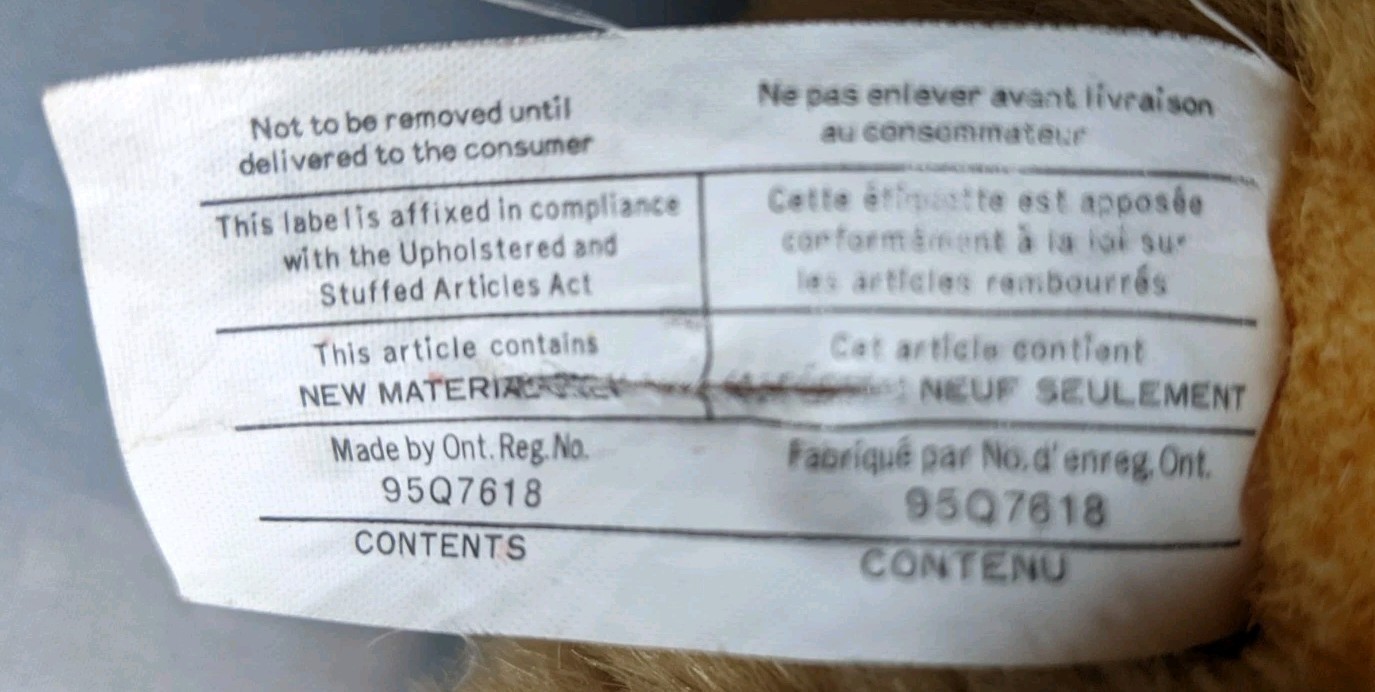 Not to be removed until
delivered to the consumer
Ne pas enlever avant livraison
au consommateur
This label is affixed in compliance
with the Upholstered and
Stuffed Articles Act
Cette étiquette est apposée
conformément à la loi sur
les articles rembourrés
This article contains
NEW
Cet article contient
NEUF SEULEMENT
Made by Ont. Reg. No.
95Q7618
Fabriqué par No. d'enreg. Ont.
95Q7618
CONTENTS
CONTENU